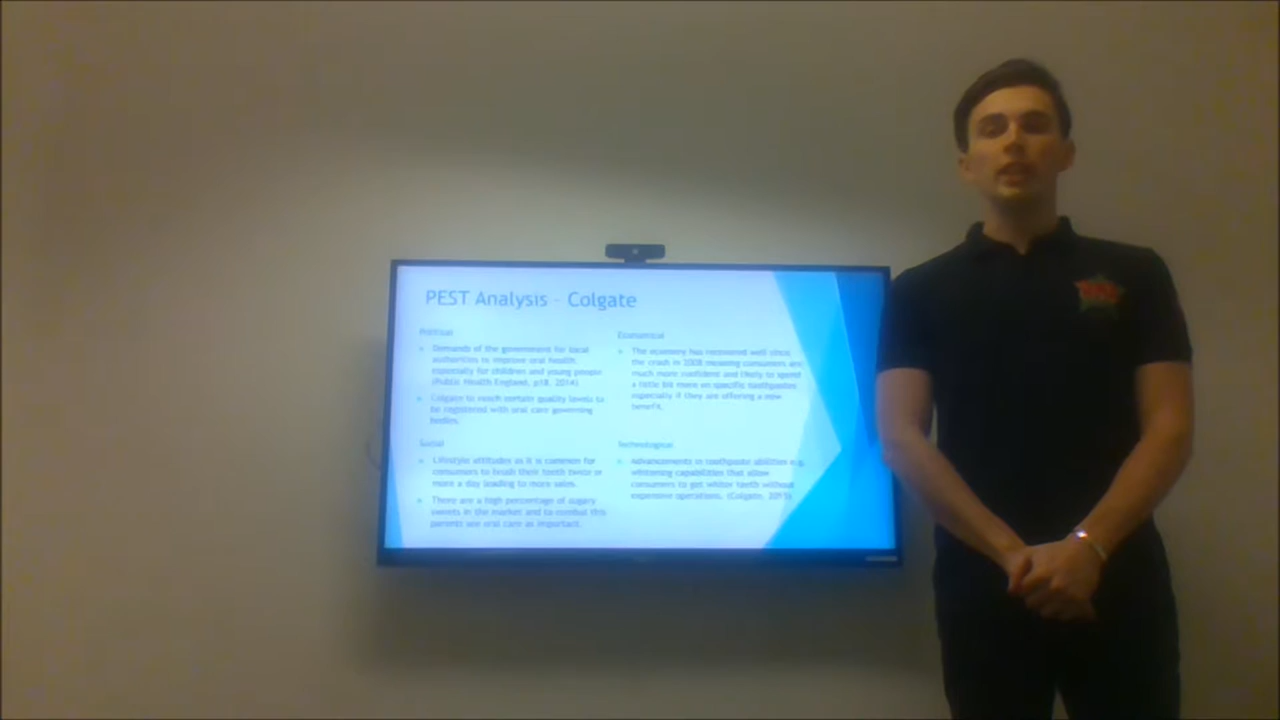 PEST Analysis - Colgate
Political
Demands of the government for local
authorities to improve oral health,
especially for children and young people
(Public Health England, p18, 2014)
Colgate to reach certain quality levels to
be registered with oral care governing
bodies.
Economical
The economy has recovered well since
the crash in 2008 meaning consumers are
much more confident and likely to spend
a little bit more on specific toothpastes
especially if they are offering a new
benefit.
Social
Lifestyle attitudes as it is common for
consumers to brush their teeth twice or
more a day leading to more sales.
There are a high percentage of sugary
sweets in the market and to combat this
parents see oral care as important.
Technological
Advancements in toothpaste abilities e.g.
whitening capabilities that allow
consumers to get whiter teeth without
expensive operations. (Colgate, 2015)